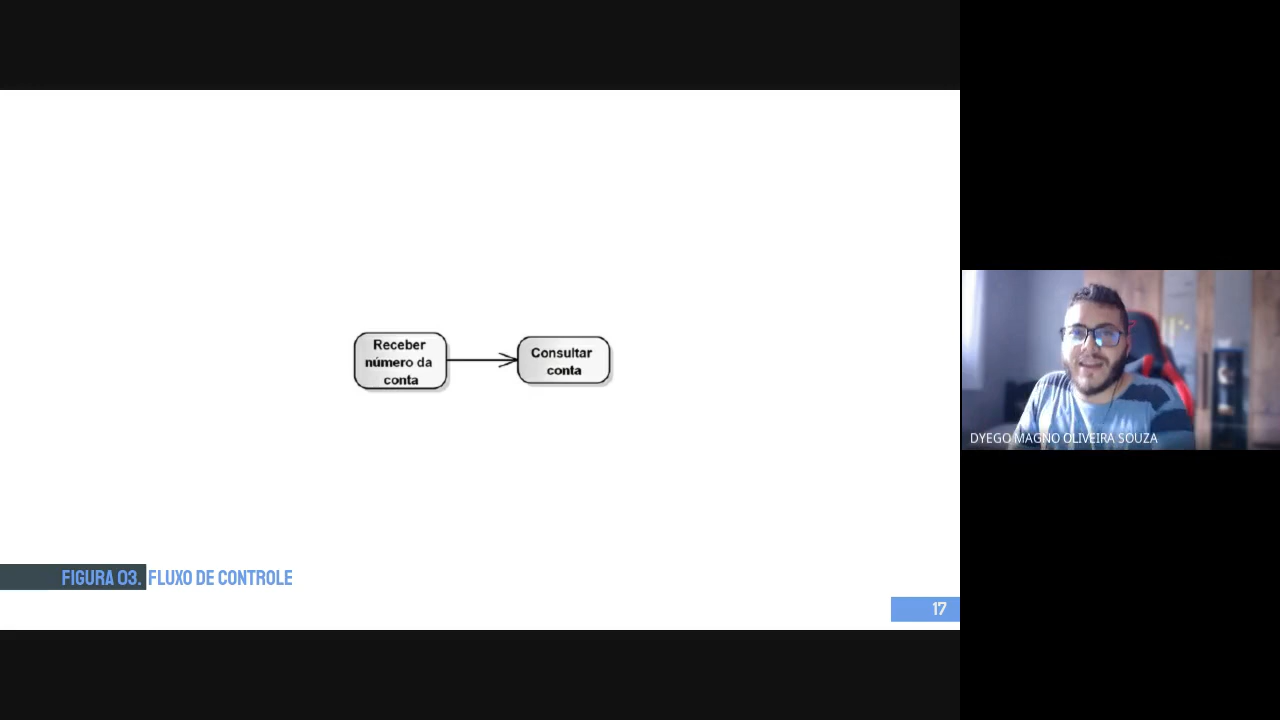 Receber
número da
conta
Consultar
conta
FIGURA 03. FLUXO DE CONTROLE
17
DYEGO MAGNO OLIVEIRA SOUZA